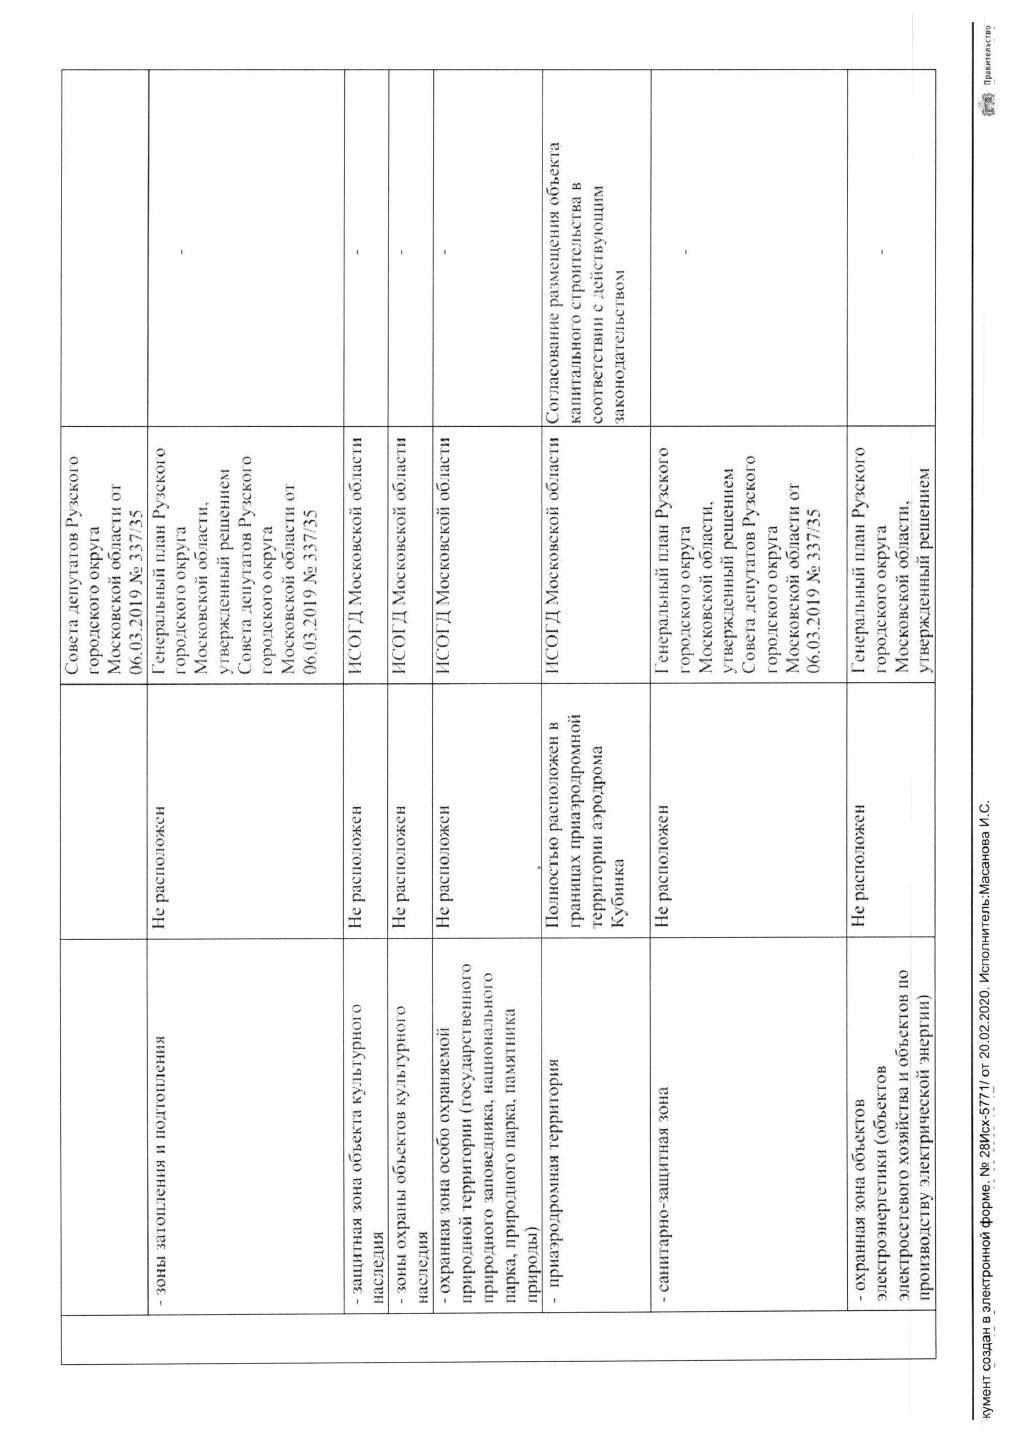 Совета депутатов Рузского
городского округа
Московской области от
06.03.2019 № 337/35
- зоны затопления и подтопления
Не расположен
Генеральный план Рузского
городского округа
Московской области,
утвержденный решением
Совета депутатов Рузского
городского округа
Московской области от
06.03.2019 № 337/35
-
- защитная зона объекта культурного
наследия
Не расположен
ИСОГД Московской области
-
- зоны охраны объектов культурного
наследия
Не расположен
ИСОГД Московской области
-
- охранная зона особо охраняемой
природной территории (государственного
природного заповедника, национального
парка, природного парка, памятника
природы)
Не расположен
ИСОГД Московской области
-
- приаэродромная территория
Полностью расположен в
границах приаэродромной
территории аэродрома
Кубинка
ИСОГД Московской области
Согласование размещения объекта
капитального строительства в
соответствии с действующим
законодательством
- санитарно-защитная зона
Не расположен
Генеральный план Рузского
городского округа
Московской области,
утвержденный решением
Совета депутатов Рузского
городского округа
Московской области от
06.03.2019 № 337/35
-
- охранная зона объектов
электроэнергетики (объектов
электросетевого хозяйства и объектов по
производству электрической энергии)
Не расположен
Генеральный план Рузского
городского округа
Московской области,
утвержденный решением
-
кумент создан в электронной форме. № 28Исх-5771/ от 20.02.2020. Исполнитель:Масанова И.С.
Правительство